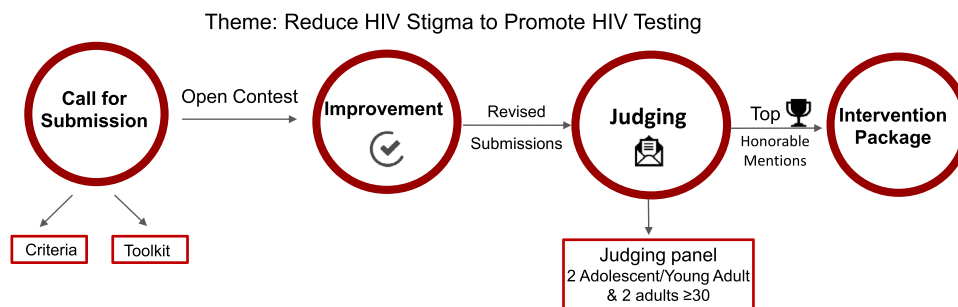 Theme: Reduce HIV Stigma to Promote HIV Testing
Call for
Submission
Open Contest
Improvement
Revised
Submissions
Judging
Top
Honorable
Mentions
Intervention
Package
Criteria
Toolkit
Judging panel
2 Adolescent/Young Adult
& 2 adults ≥30